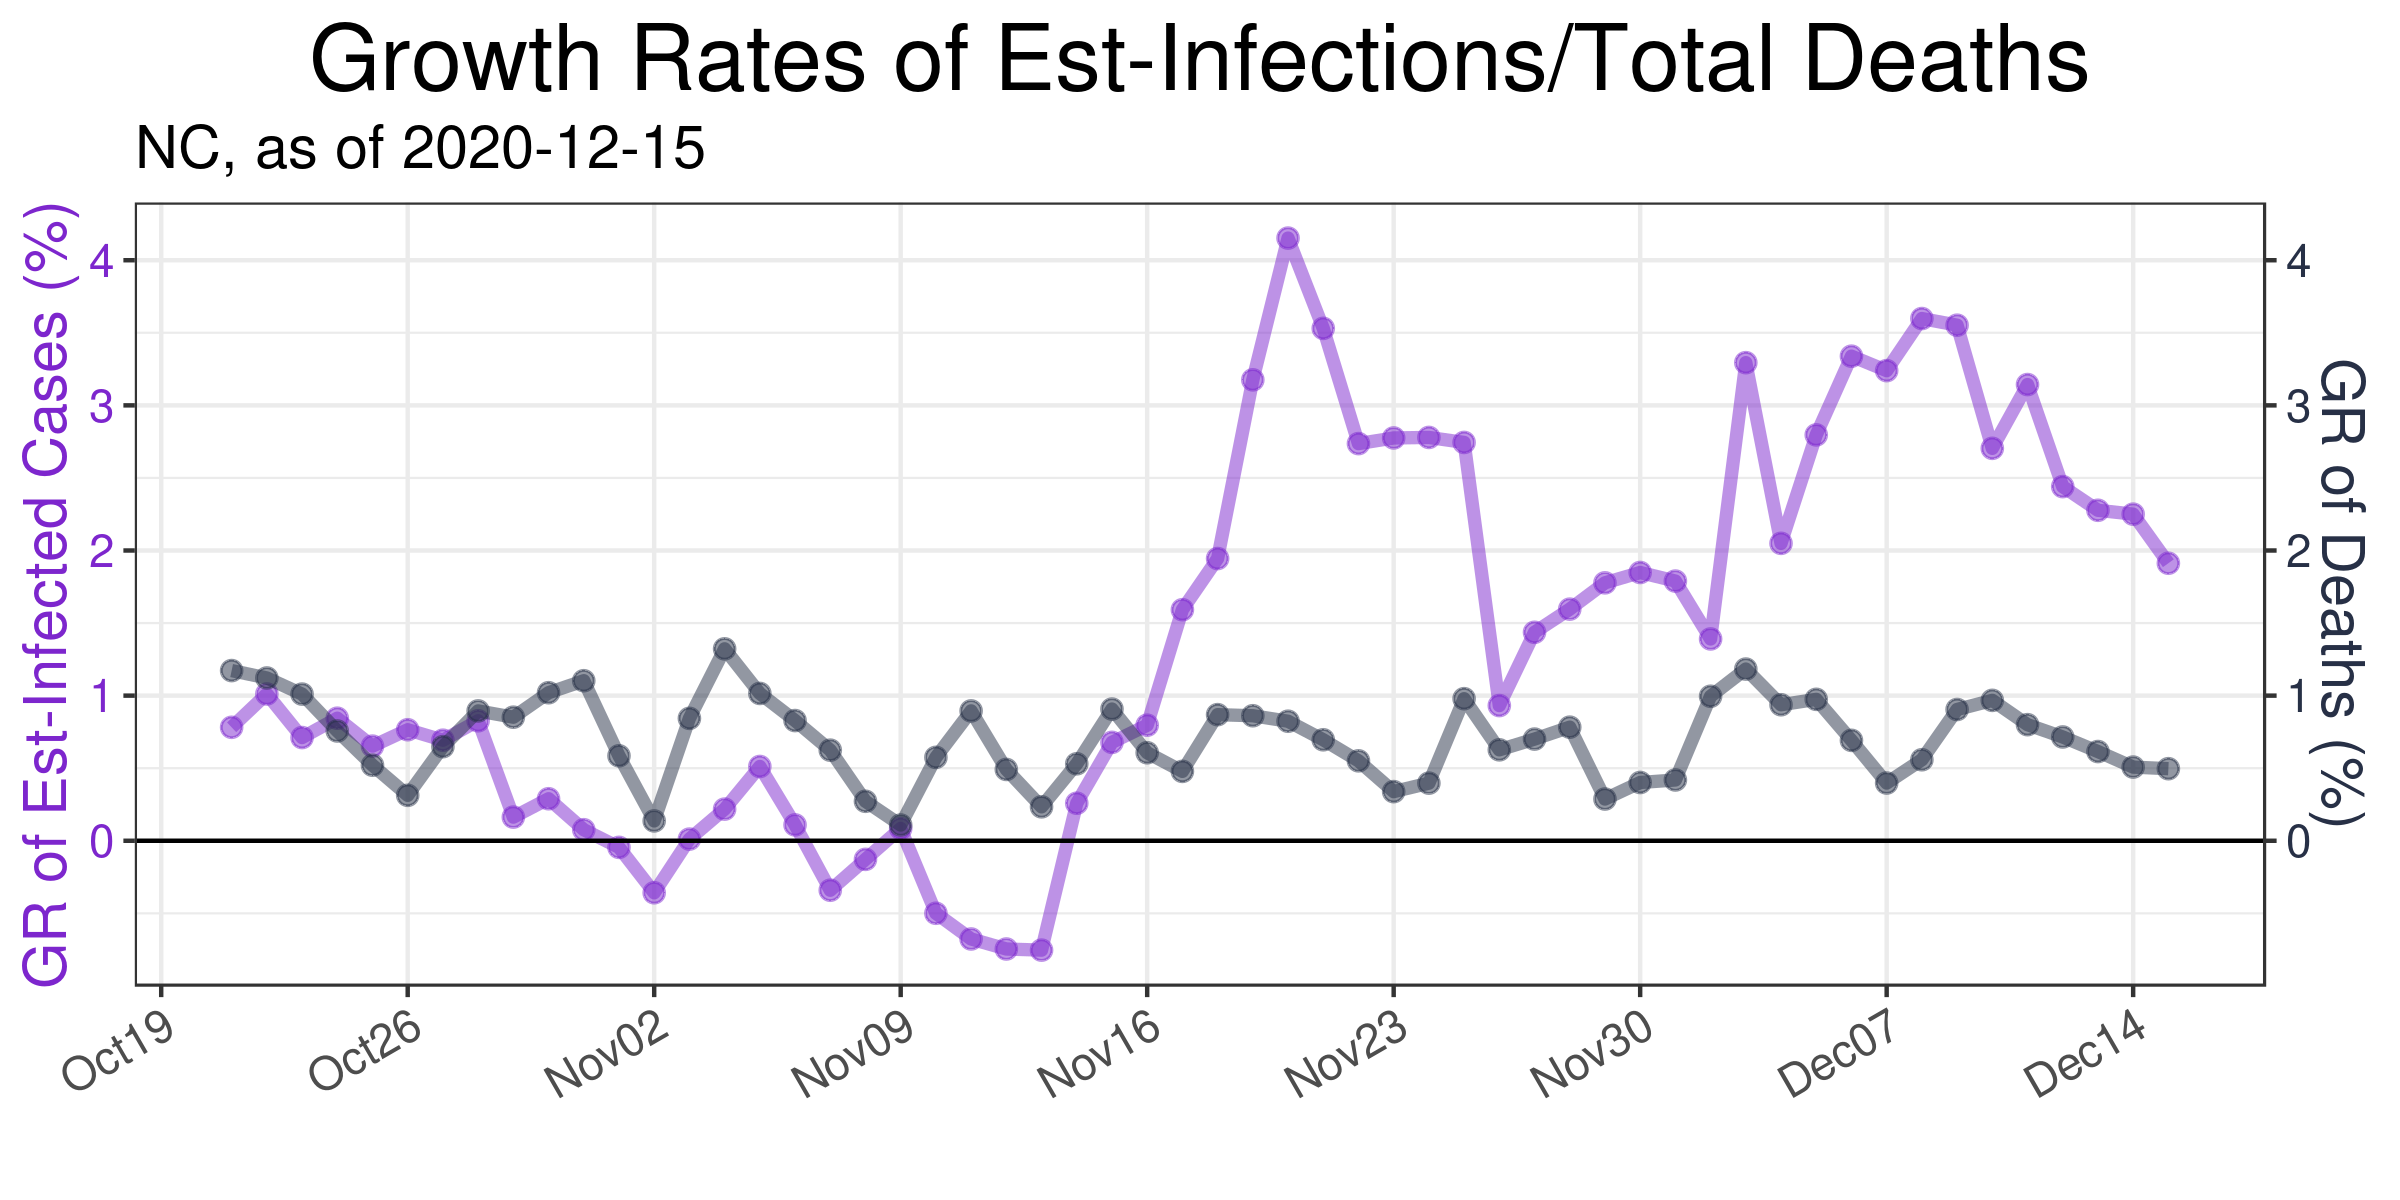 Growth Rates of Est-Infections/Total Deaths
NC, as of 2020-12-15
GR of Est-Infected Cases (%)
4
3
2
1
0
4
3
2
1
0
GR of Deaths (%)
Oct19
Oct26
Nov02
Nov09
Nov16
Nov23
Nov30
Dec07
Dec14